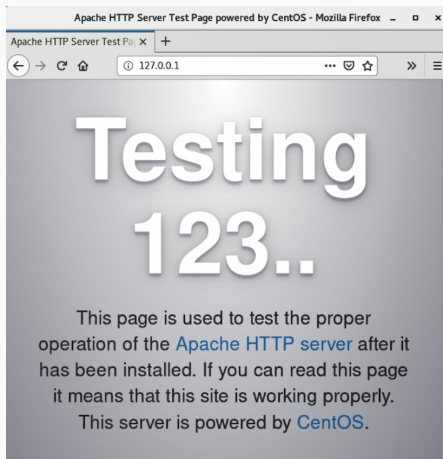 Apache HTTP Server Test Page powered by CentOS - Mozilla Firefox
Apache HTTP Server Test Pa
127.0.0.1
Testing
123..
This page is used to test the proper
operation of the Apache HTTP server after it
has been installed. If you can read this page
it means that this site is working properly.
This server is powered by CentOS.